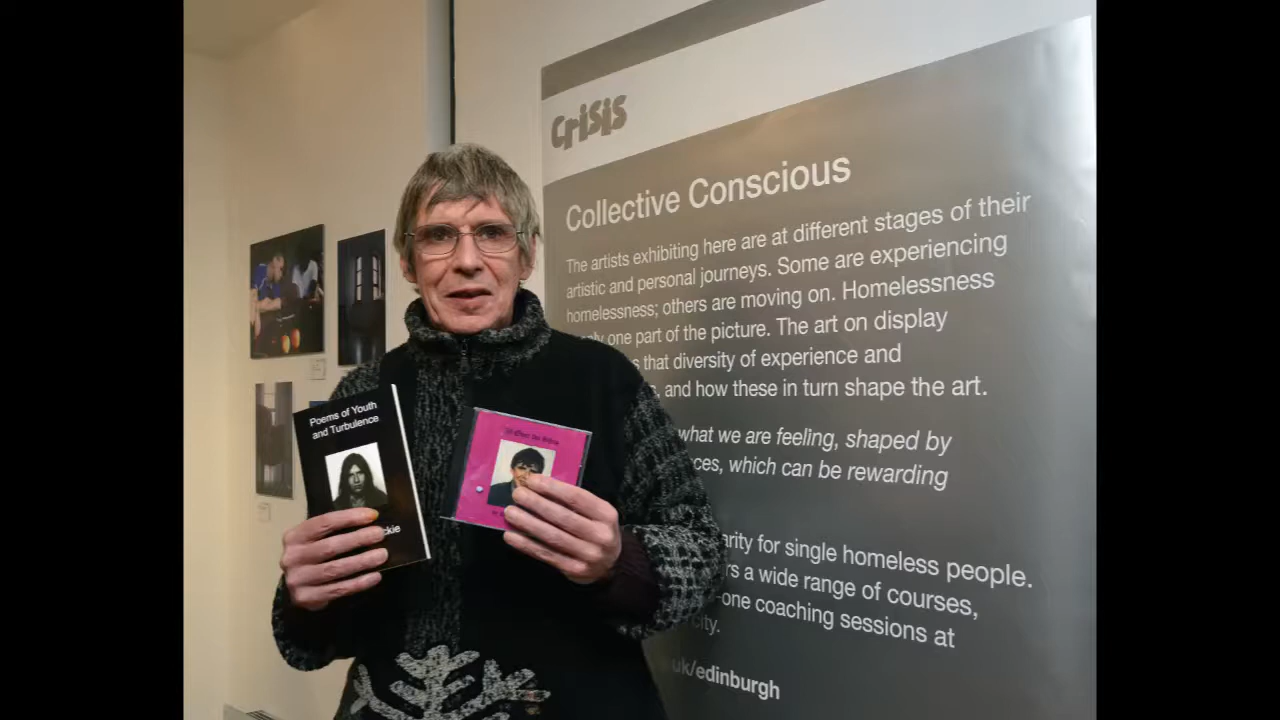 Crisis
Collective Conscious
The artists exhibiting here are at different stages of their
artistic and personal journeys. Some are experiencing
homelessness; others are moving on. Homelessness
one part of the picture. The art on display
that diversity of experience and
and how these in turn shape the art.
what we are feeling, shaped by
which can be rewarding
for single homeless people.
a wide range of courses,
one coaching sessions at
city.
uk/edinburgh
Poems of Youth
and Turbulence